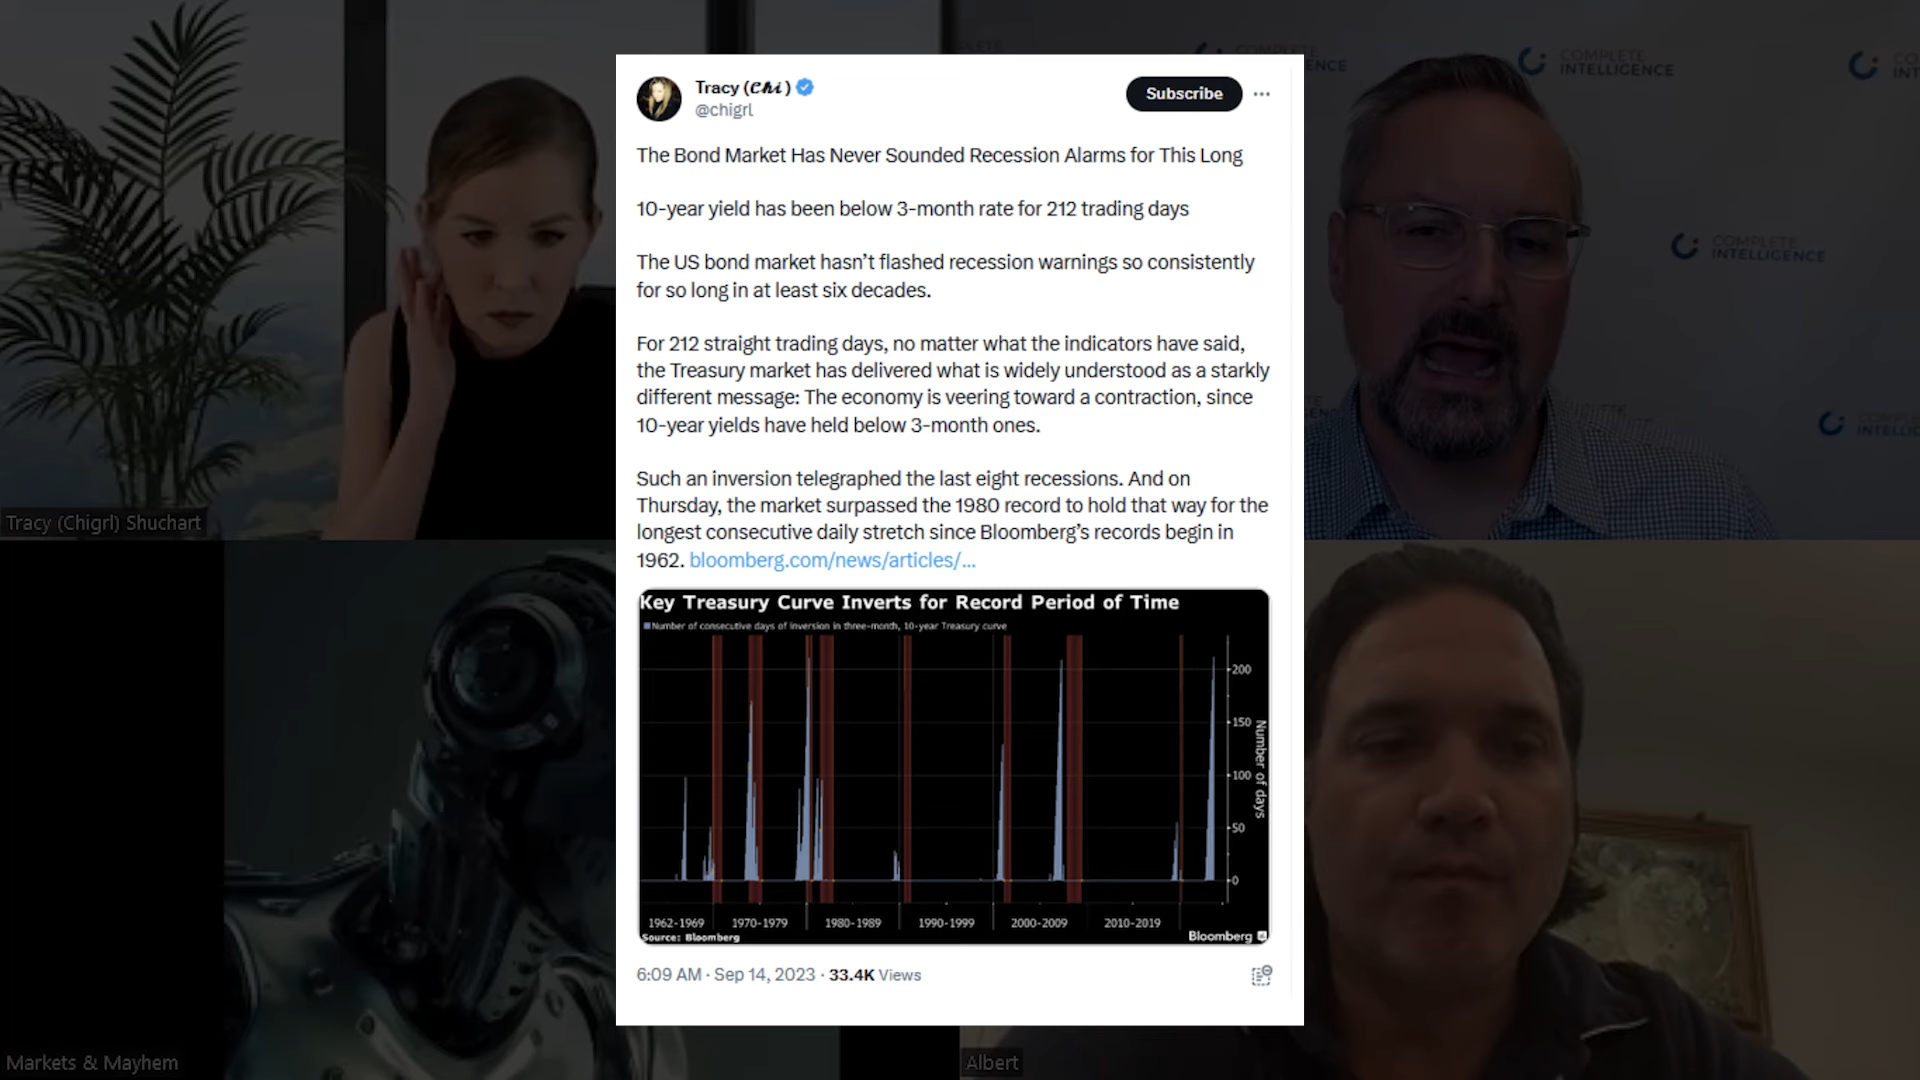 Tracy (Chi)
@chigrl
Subscribe
The Bond Market Has Never Sounded Recession Alarms for This Long
10-year yield has been below 3-month rate for 212 trading days
The US bond market hasn’t flashed recession warnings so consistently
for so long in at least six decades.
For 212 straight trading days, no matter what the indicators have said,
the Treasury market has delivered what is widely understood as a starkly
different message: The economy is veering toward a contraction, since
10-year yields have held below 3-month ones.
Such an inversion telegraphed the last eight recessions. And on
Thursday, the market surpassed the 1980 record to hold that way for the
longest consecutive daily stretch since Bloomberg’s records begin in
1962. bloomberg.com/news/articles/...
Key Treasury Curve Inverts for Record Period of Time
Number of consecutive days of inversion in three-month, 10-year Treasury curve
200
150
100
50
0
Number of days
1962-1969 1970-1979 1980-1989 1990-1999 2000-2009 2010-2019
Source: Bloomberg
Bloomberg
6:09 AM · Sep 14, 2023 · 33.4K Views
COMPLETE
INTELLIGENCE
COMPLETE
INTELLIGENCE
Tracy (Chigrl) Shuchart
Markets & Mayhem
Albert